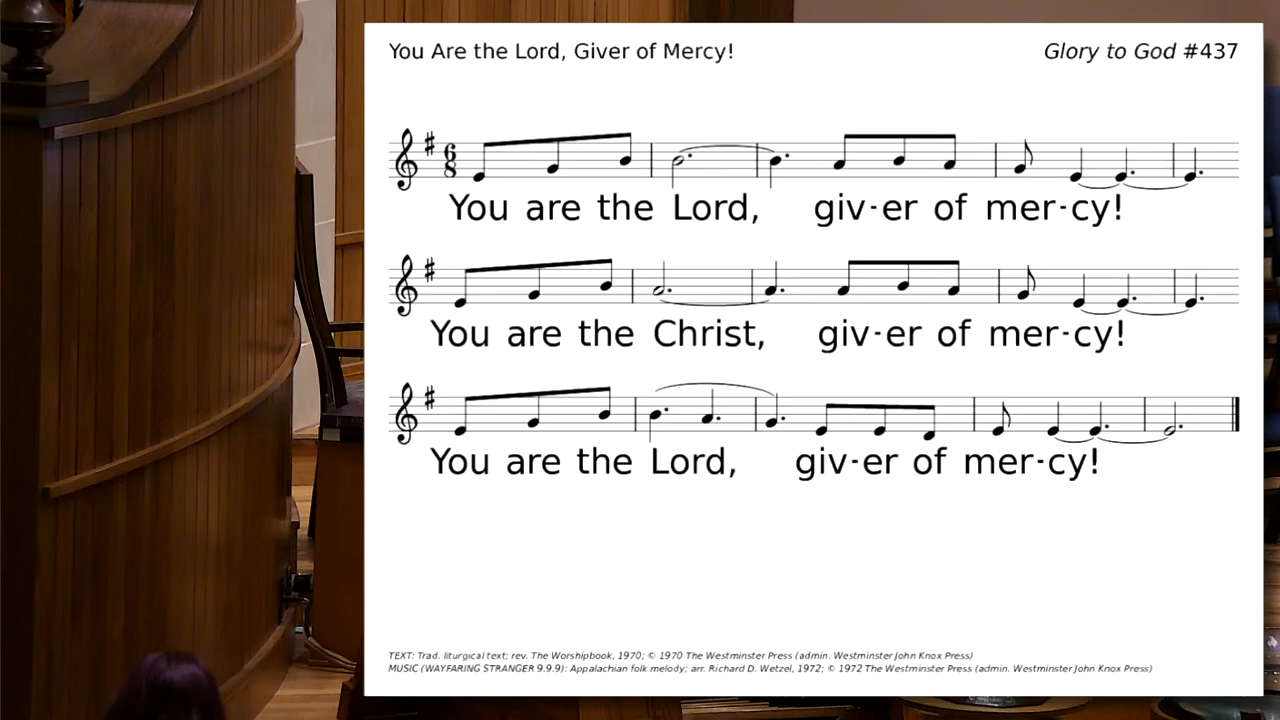 You Are the Lord, Giver of Mercy!
Glory to God #437
6
8
You are the Lord, giv-er of mer-cy!
You are the Christ, giv-er of mer-cy!
You are the Lord, giv-er of mer-cy!
TEXT: Trad. liturgical text; rev. The Worshipbook, 1970; © 1970 The Westminster Press (admin. Westminster John Knox Press)
MUSIC (WAYFARING STRANGER 9.9.9): Appalachian folk melody; arr. Richard D. Wetzel, 1972; © 1972 The Westminster Press (admin. Westminster John Knox Press)